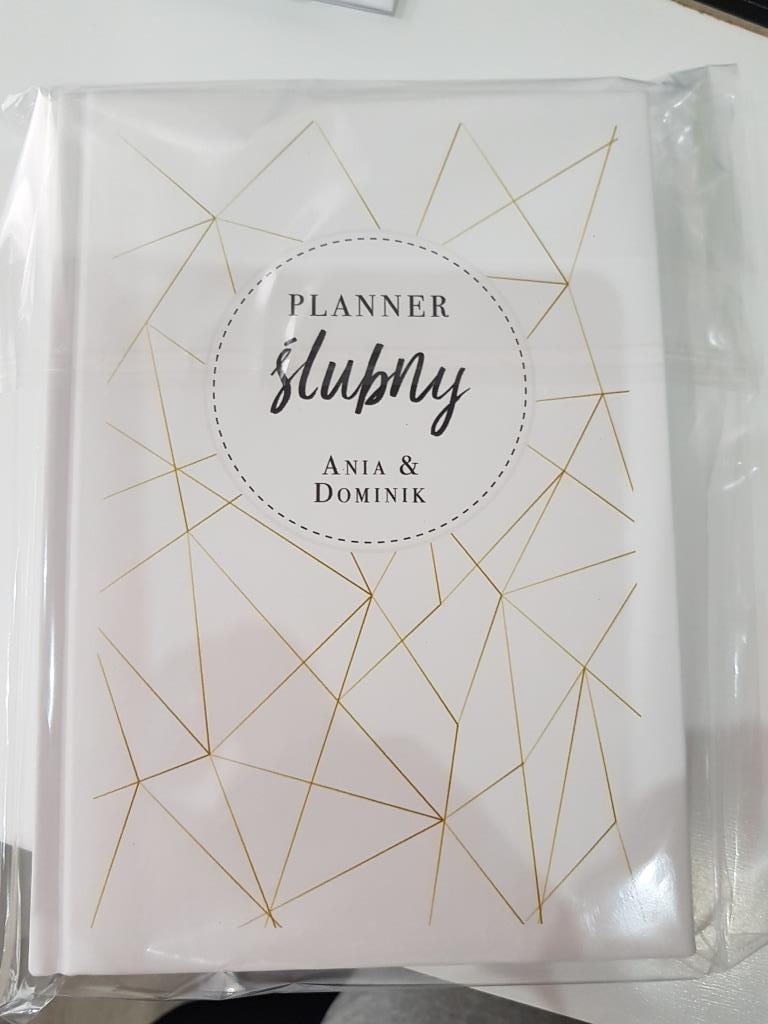 PLANNER
ślubny
ANIA &
DOMINIK